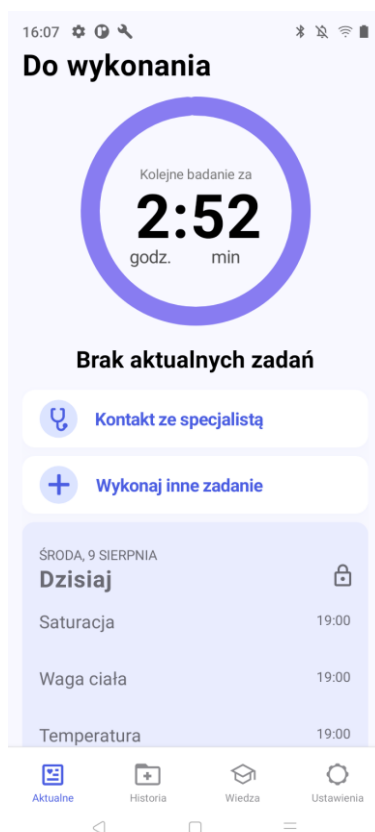 16:07
Do wykonania
Kolejne badanie za
2:52
godz. min
Brak aktualnych zadań
Kontakt ze specjalistą
Wykonaj inne zadanie
ŚRODA, 9 SIERPNIA
Dzisiaj
Saturacja 19:00
Waga ciała 19:00
Temperatura 19:00
Aktualne Historia Wiedza Ustawienia